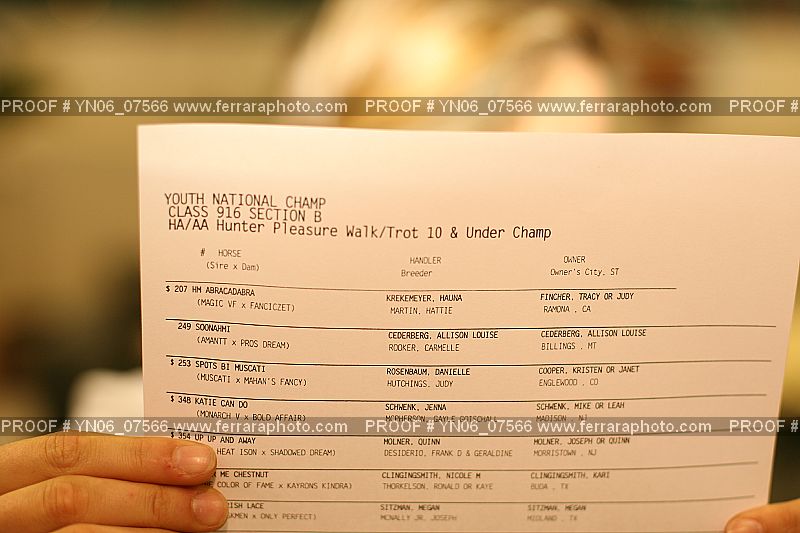 PROOF # YN06_07566 www.ferraraphoto.com PROOF # YN06_07566 www.ferraraphoto.com PROOF #
YOUTH NATIONAL CHAMP
CLASS 916 SECTION B
HA/AA Hunter Pleasure Walk/Trot 10 & Under Champ
# HORSE HANDLER OWNER
(Sire x Dam) Breeder Owner's City, ST
$ 207 HM ABRACADABRA KREKEMEYER, HAUNA FINCHER, TRACY OR JUDY
(MAGIC VF x FANCICZET) MARTIN, HATTIE RAMONA , CA
249 SOONAHMI CEDERBERG, ALLISON LOUISE CEDERBERG, ALLISON LOUISE
(AMANTT x PROS DREAM) ROOKER, CARMELLE BILLINGS , MT
$ 253 SPOTS BI MUSCATI ROSENBAUM, DANIELLE COOPER, KRISTEN OR JANET
(MUSCATI x MAHAN'S FANCY) HUTCHINGS, JUDY ENGLEWOOD , CO
$ 348 KATIE CAN DO SCHWENK, JENNA SCHWENK, MIKE OR LEAH
(MONARCH V x BOLD AFFAIR) MCPHERSON, GAYLE MADISON , NJ
PROOF # YN06_07566 www.ferraraphoto.com PROOF # YN06_07566 www.ferraraphoto.com PROOF #
$ 354 UP UP AND AWAY MOLNER, QUINN MOLNER, JOSEPH OR QUINN
HEAT ISON x SHADOWED DREAM) DESIDERIO, FRANK D & GERALDINE MORRISTOWN , NJ
ME CHESTNUT CLINGINGSMITH, NICOLE M CLINGINGSMITH, KARI
COLOR OF FAME x KAYRONS KINDRA) THORKELSON, RONALD OR KAYE BUDA , TX
LACE SITZMAN, MEGAN SITZMAN, MEGAN
x ONLY PERFECT) MCNALLY JR, JOSEPH MIDLAND , TX